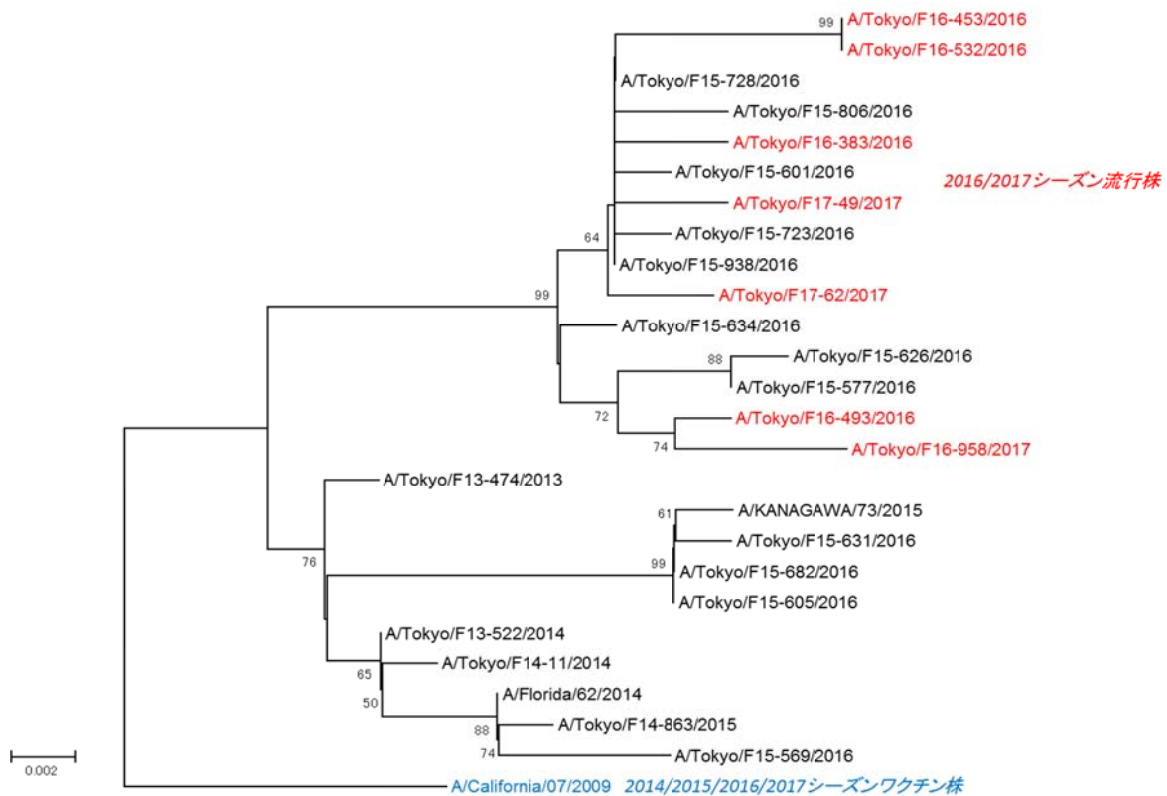 99
A/Tokyo/F16-453/2016
A/Tokyo/F16-532/2016
A/Tokyo/F15-728/2016
A/Tokyo/F15-806/2016
A/Tokyo/F16-383/2016
A/Tokyo/F15-601/2016
2016/2017シーズン流行株
A/Tokyo/F17-49/2017
A/Tokyo/F15-723/2016
64
A/Tokyo/F15-938/2016
99
A/Tokyo/F17-62/2017
A/Tokyo/F15-634/2016
88
A/Tokyo/F15-626/2016
A/Tokyo/F15-577/2016
72
A/Tokyo/F16-493/2016
74
A/Tokyo/F16-958/2017
A/Tokyo/F13-474/2013
61
A/KANAGAWA/73/2015
A/Tokyo/F15-631/2016
76
99
A/Tokyo/F15-682/2016
A/Tokyo/F15-605/2016
A/Tokyo/F13-522/2014
65
A/Tokyo/F14-11/2014
50
A/Florida/62/2014
88
A/Tokyo/F14-863/2015
74
A/Tokyo/F15-569/2016
0.002
A/California/07/2009 2014/2015/2016/2017シーズンワクチン株